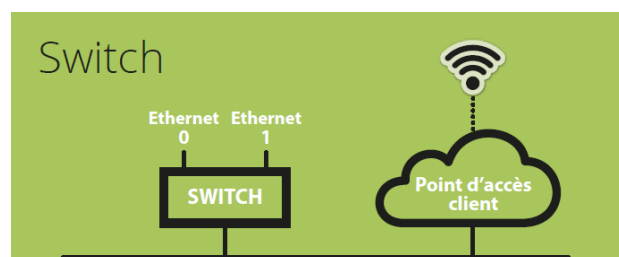 Switch
Ethernet Ethernet
0 1
SWITCH
Point d'accès
client